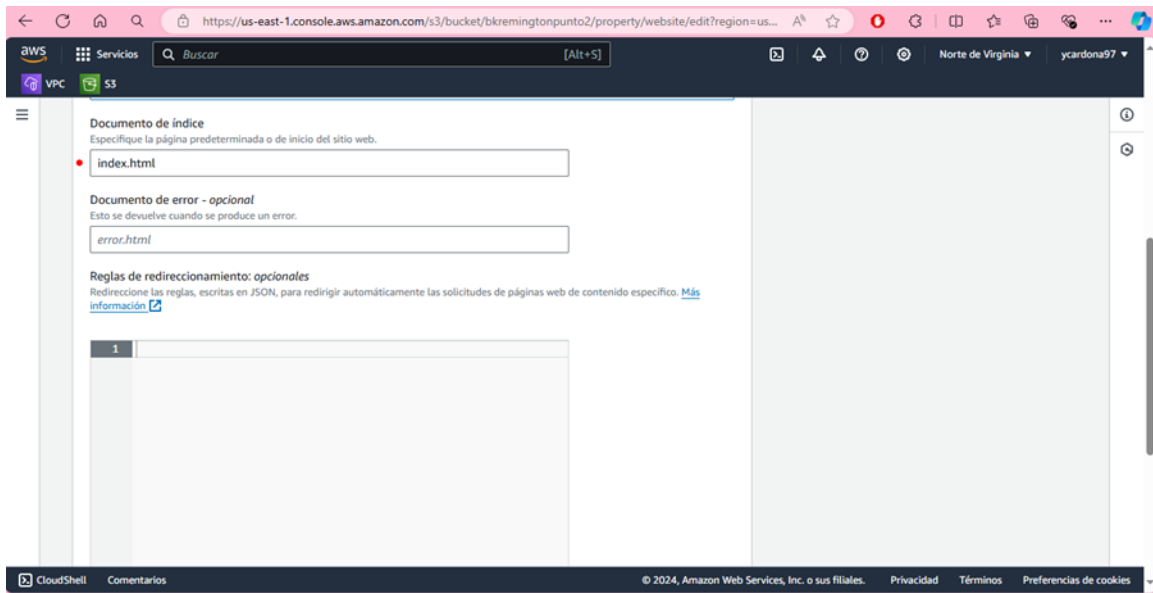 https://us-east-1.console.aws.amazon.com/s3/bucket/bkremingtonpunto2/property/website/edit?region=us...
aws Servicios Buscar [Alt+S] Norte de Virginia ▼ ycardona97 ▼
VPC S3
Documento de índice
Especifique la página predeterminada o de inicio del sitio web.
index.html
Documento de error - opcional
Esto se devuelve cuando se produce un error.
error.html
Reglas de redireccionamiento: opcionales
Redireccione las reglas, escritas en JSON, para redirigir automáticamente las solicitudes de páginas web de contenido específico. Más
información
1
CloudShell Comentarios © 2024, Amazon Web Services, Inc. o sus filiales. Privacidad Términos Preferencias de cookies